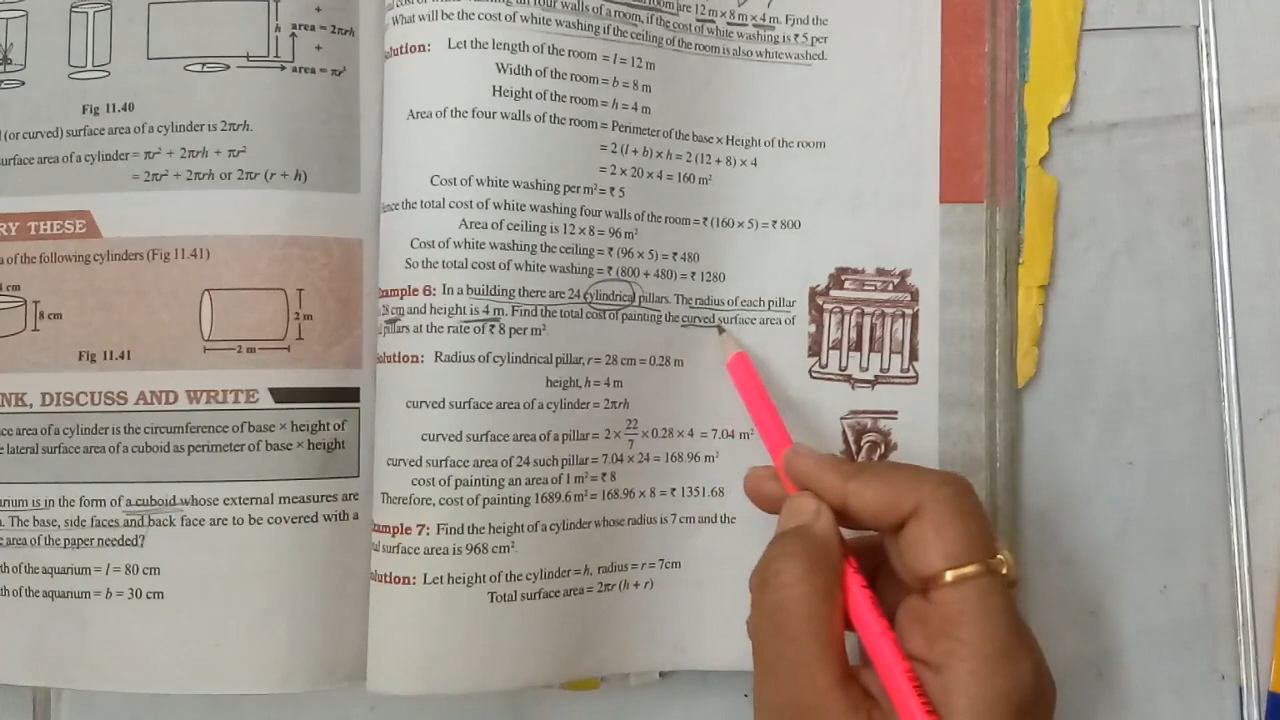 area = 2πrh
+
area = πr²
Fig 11.40
(or curved) surface area of a cylinder is 2πrh.
urface area of a cylinder = πr² + 2πrh + πr²
= 2πr² + 2πrh or 2πr (r + h)
RY THESE
a of the following cylinders (Fig 11.41)
cm
8 cm
2 m
2 m
Fig 11.41
NK, DISCUSS AND WRITE
ce area of a cylinder is the circumference of base × height of
e lateral surface area of a cuboid as perimeter of base × height
arium is in the form of a cuboid whose external measures are
. The base, side faces and back face are to be covered with a
e area of the paper needed?
th of the aquarium = l = 80 cm
th of the aquarium = b = 30 cm
room are 12 m × 8 m × 4 m. Find the
four walls of a room, if the cost of white washing is ₹ 5 per
What will be the cost of white washing if the ceiling of the room is also whitewashed.
olution: Let the length of the room = l = 12 m
Width of the room = b = 8 m
Height of the room = h = 4 m
Area of the four walls of the room = Perimeter of the base × Height of the room
= 2 (l + b) × h = 2 (12 + 8) × 4
= 2 × 20 × 4 = 160 m²
Cost of white washing per m² = ₹ 5
ence the total cost of white washing four walls of the room = ₹ (160 × 5) = ₹ 800
Area of ceiling is 12 × 8 = 96 m²
Cost of white washing the ceiling = ₹ (96 × 5) = ₹ 480
So the total cost of white washing = ₹ (800 + 480) = ₹ 1280
ample 6: In a building there are 24 cylindrical pillars. The radius of each pillar
28 cm and height is 4 m. Find the total cost of painting the curved surface area of
pillars at the rate of ₹ 8 per m².
olution: Radius of cylindrical pillar, r = 28 cm = 0.28 m
height, h = 4 m
curved surface area of a cylinder = 2πrh
curved surface area of a pillar = 2 × 22/7 × 0.28 × 4 = 7.04 m²
curved surface area of 24 such pillar = 7.04 × 24 = 168.96 m²
cost of painting an area of 1 m² = ₹ 8
Therefore, cost of painting 1689.6 m² = 168.96 × 8 = ₹ 1351.68
ample 7: Find the height of a cylinder whose radius is 7 cm and the
al surface area is 968 cm².
olution: Let height of the cylinder = h, radius = r = 7cm
Total surface area = 2πr (h + r)